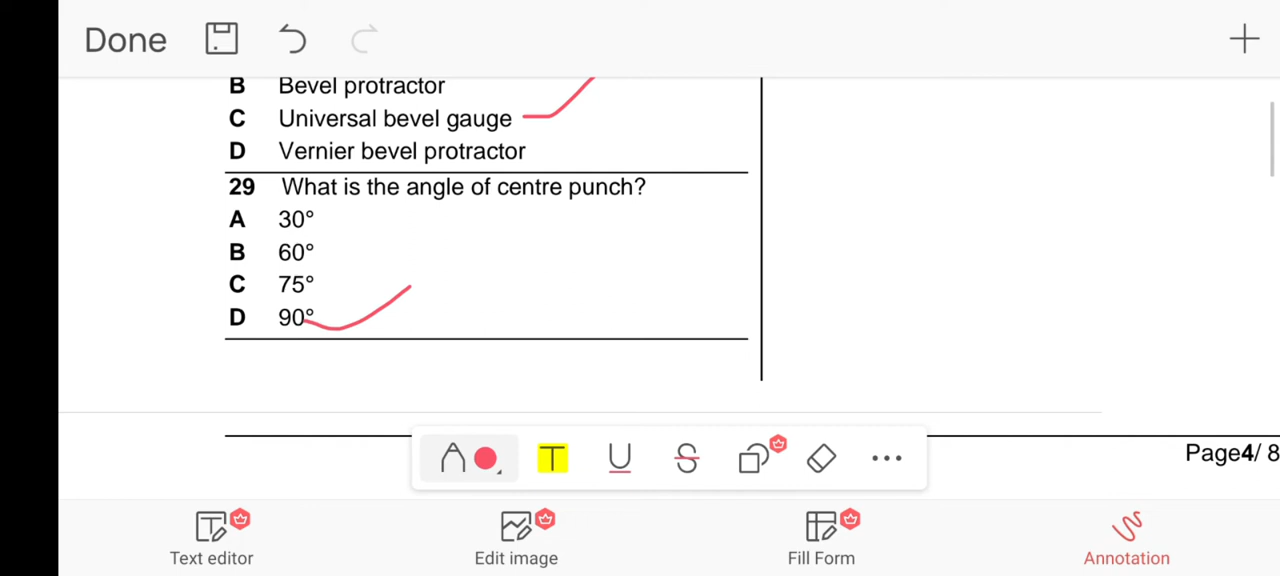 Done
B Bevel protractor
C Universal bevel gauge
D Vernier bevel protractor
29 What is the angle of centre punch?
A 30°
B 60°
C 75°
D 90°
Page4/ 8
Text editor
Edit image
Fill Form
Annotation